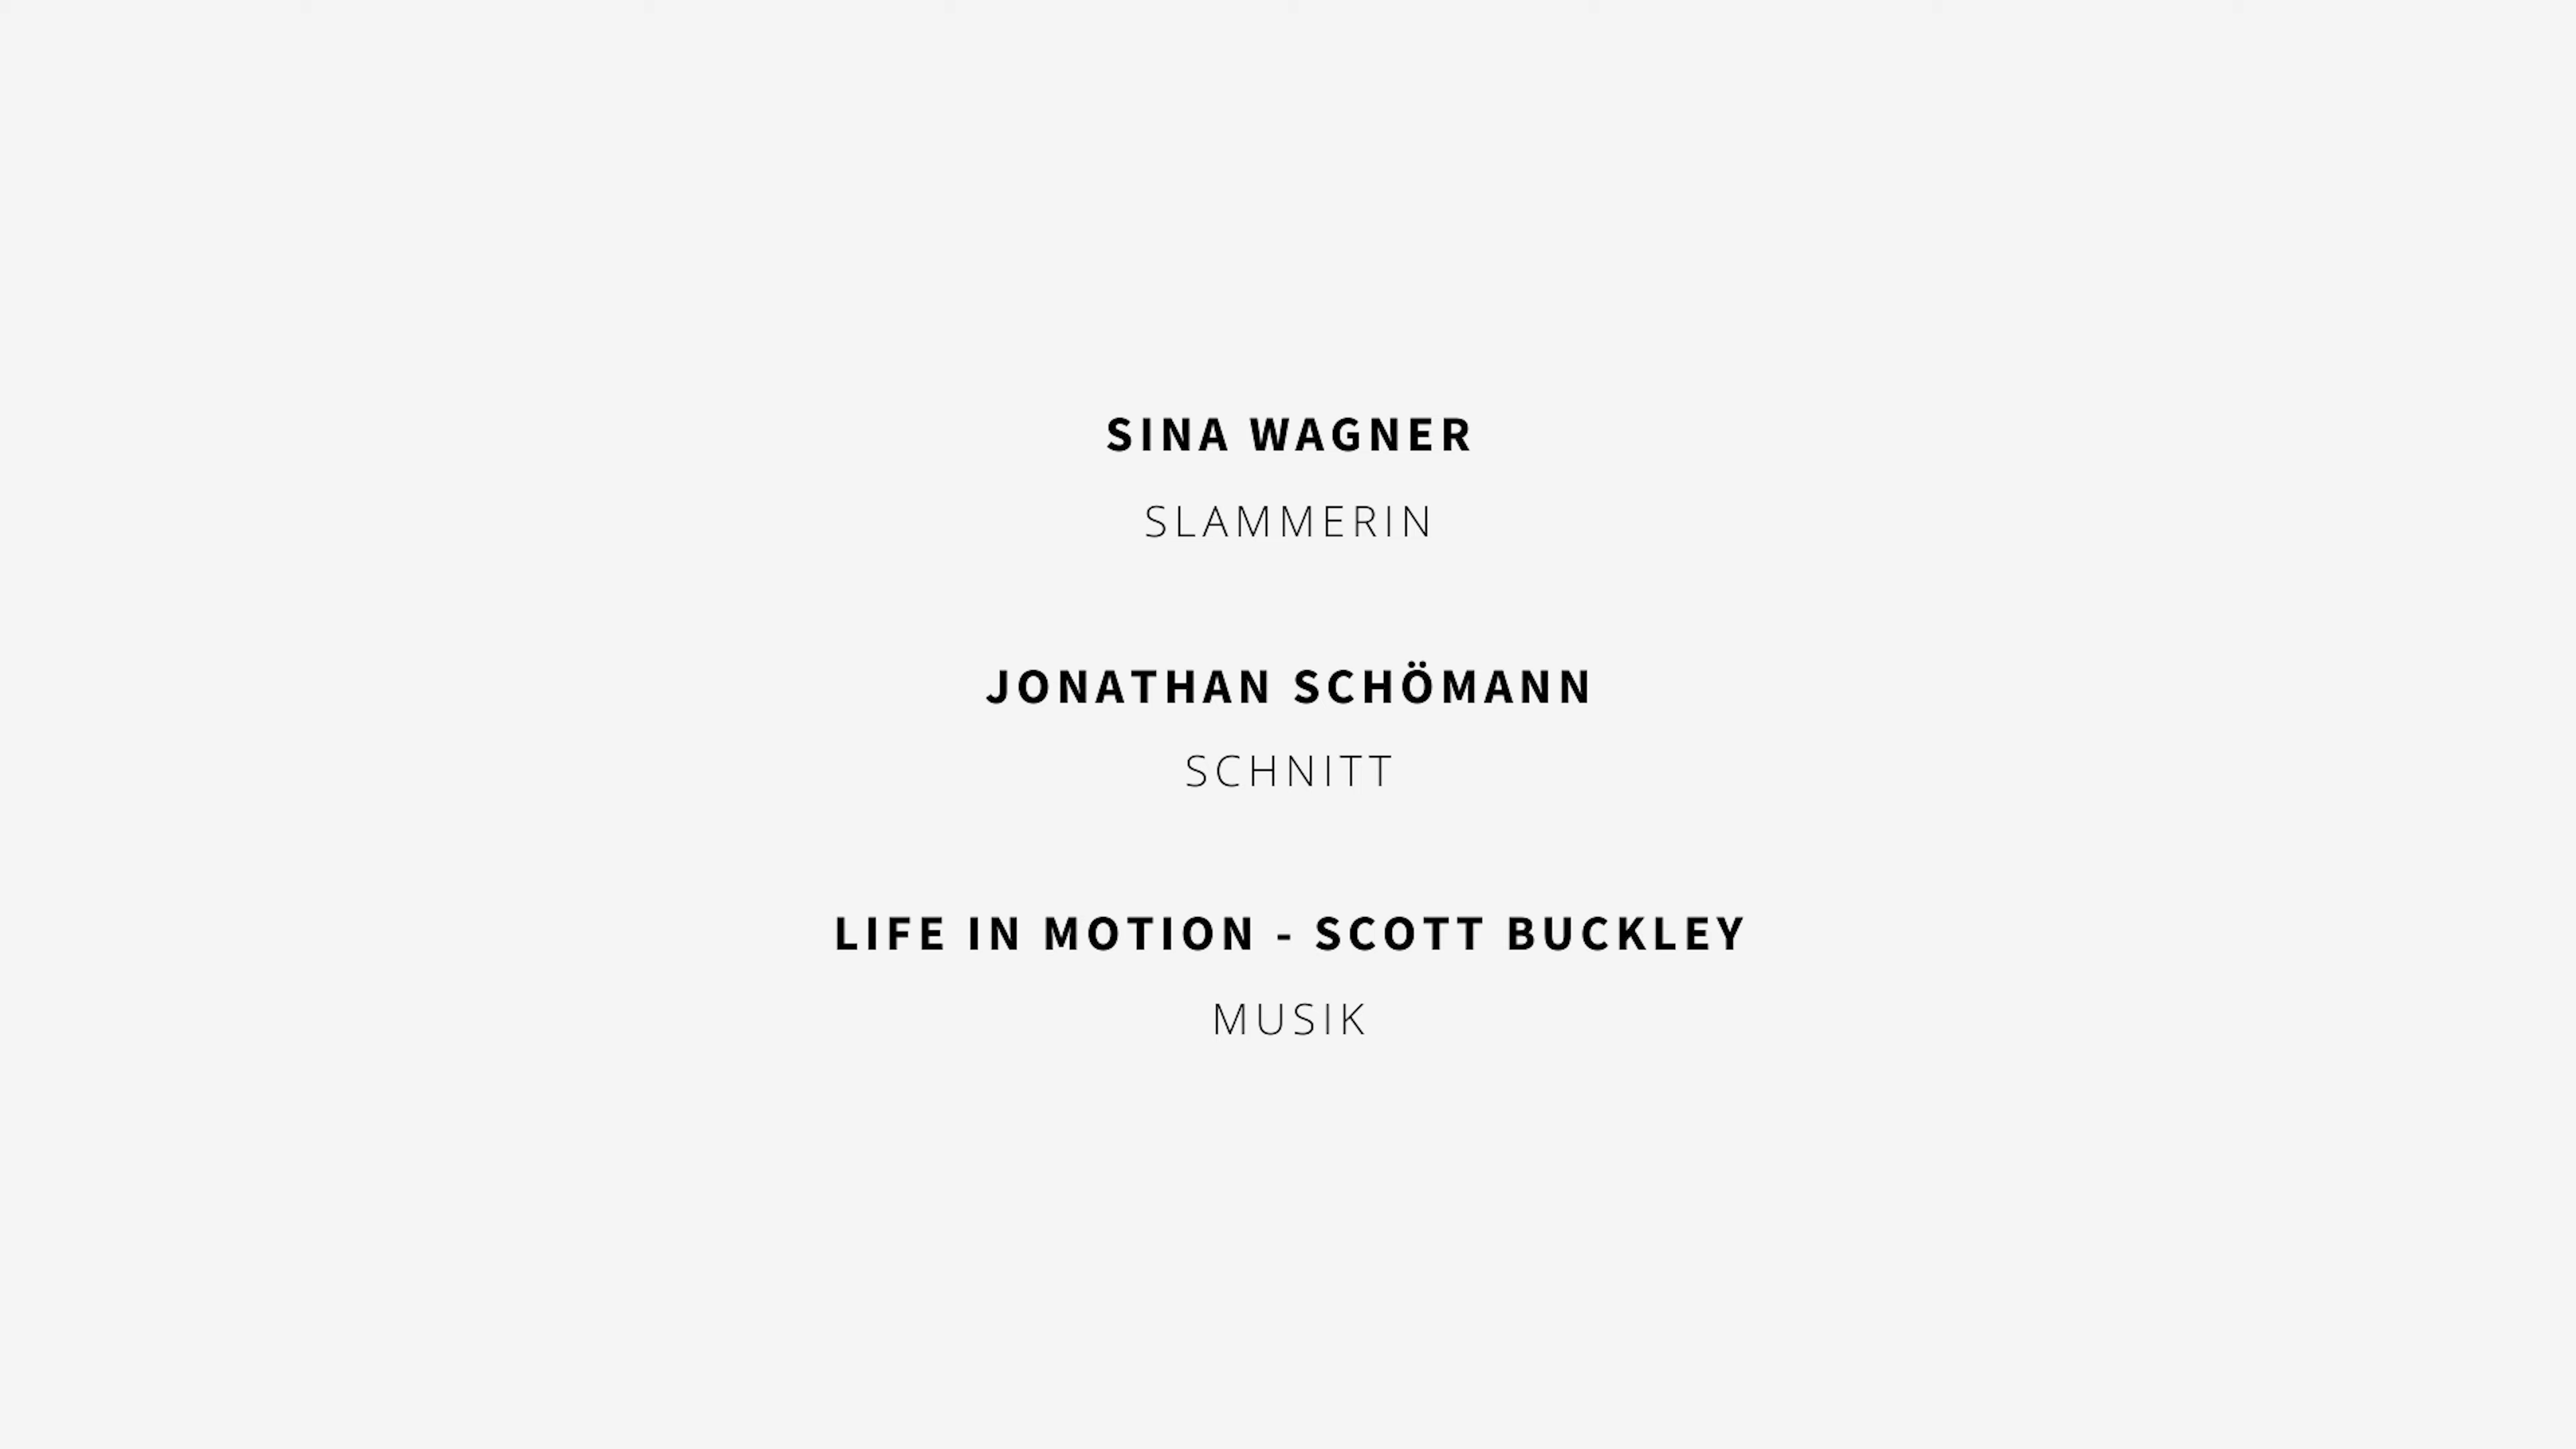 SINA WAGNER
SLAMMERIN
JONATHAN SCHÖMANN
SCHNITT
LIFE IN MOTION - SCOTT BUCKLEY
MUSIK